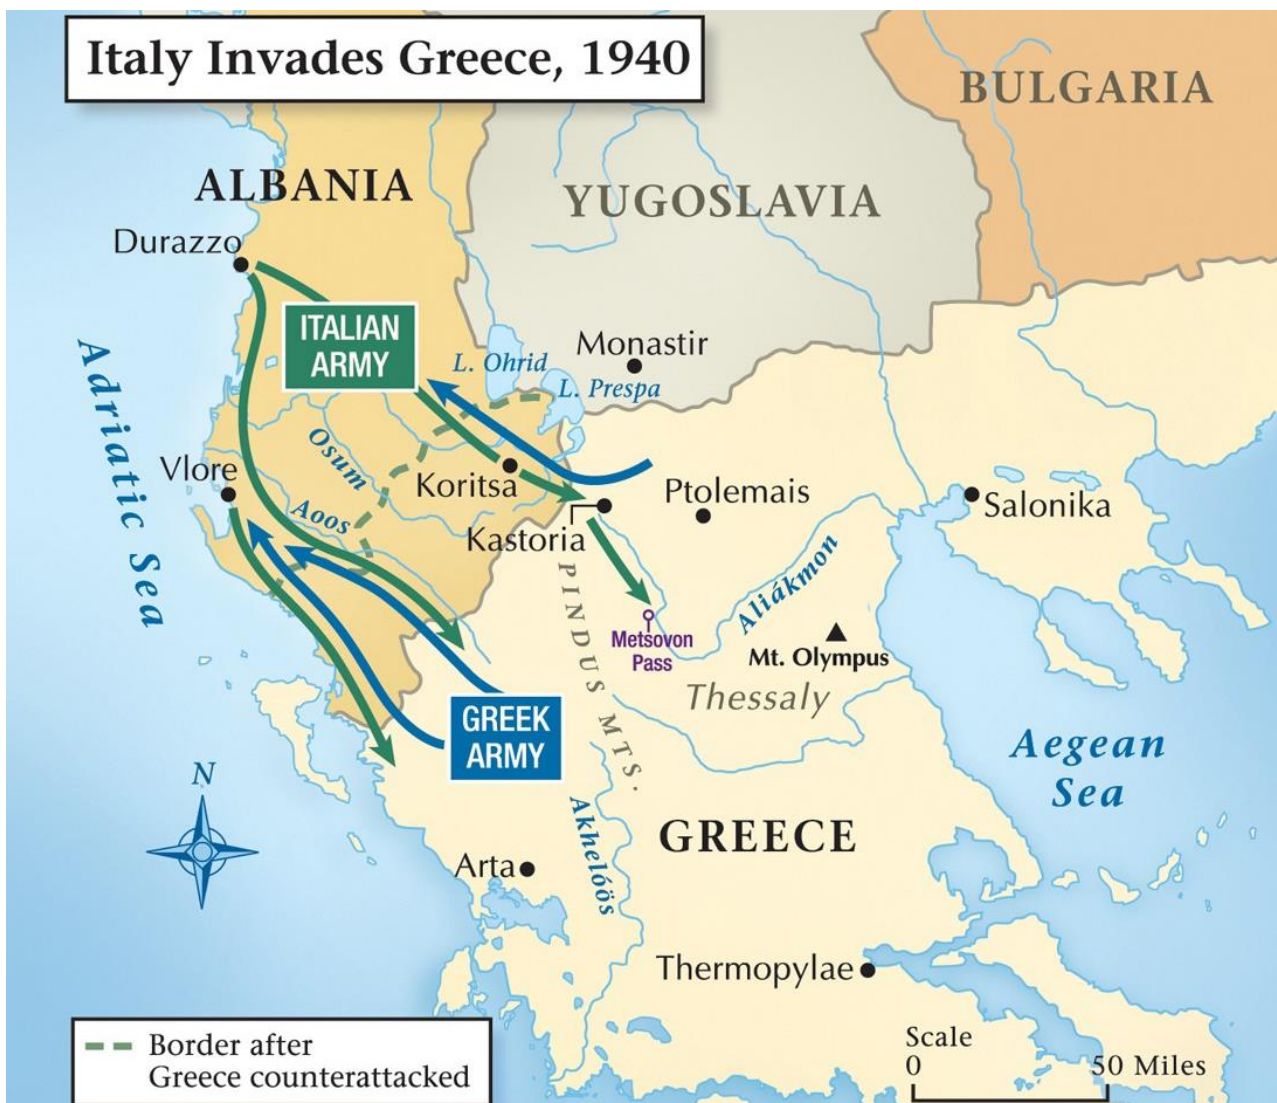 Italy Invades Greece, 1940
BULGARIA
ALBANIA
YUGOSLAVIA
Durazzo
ITALIAN
ARMY
Monastir
L. Ohrid
L. Prespa
Adriatic Sea
Osum
Vlore
Koritsa
Ptolemais
Salonika
Aoos
Kastoria
Aliákmon
PINDUS MTS.
Metsovon
Pass
Mt. Olympus
Thessaly
GREEK
ARMY
Aegean
Sea
N
Akhelóös
GREECE
Arta
Thermopylae
Border after
Greece counterattacked
Scale
0 50 Miles